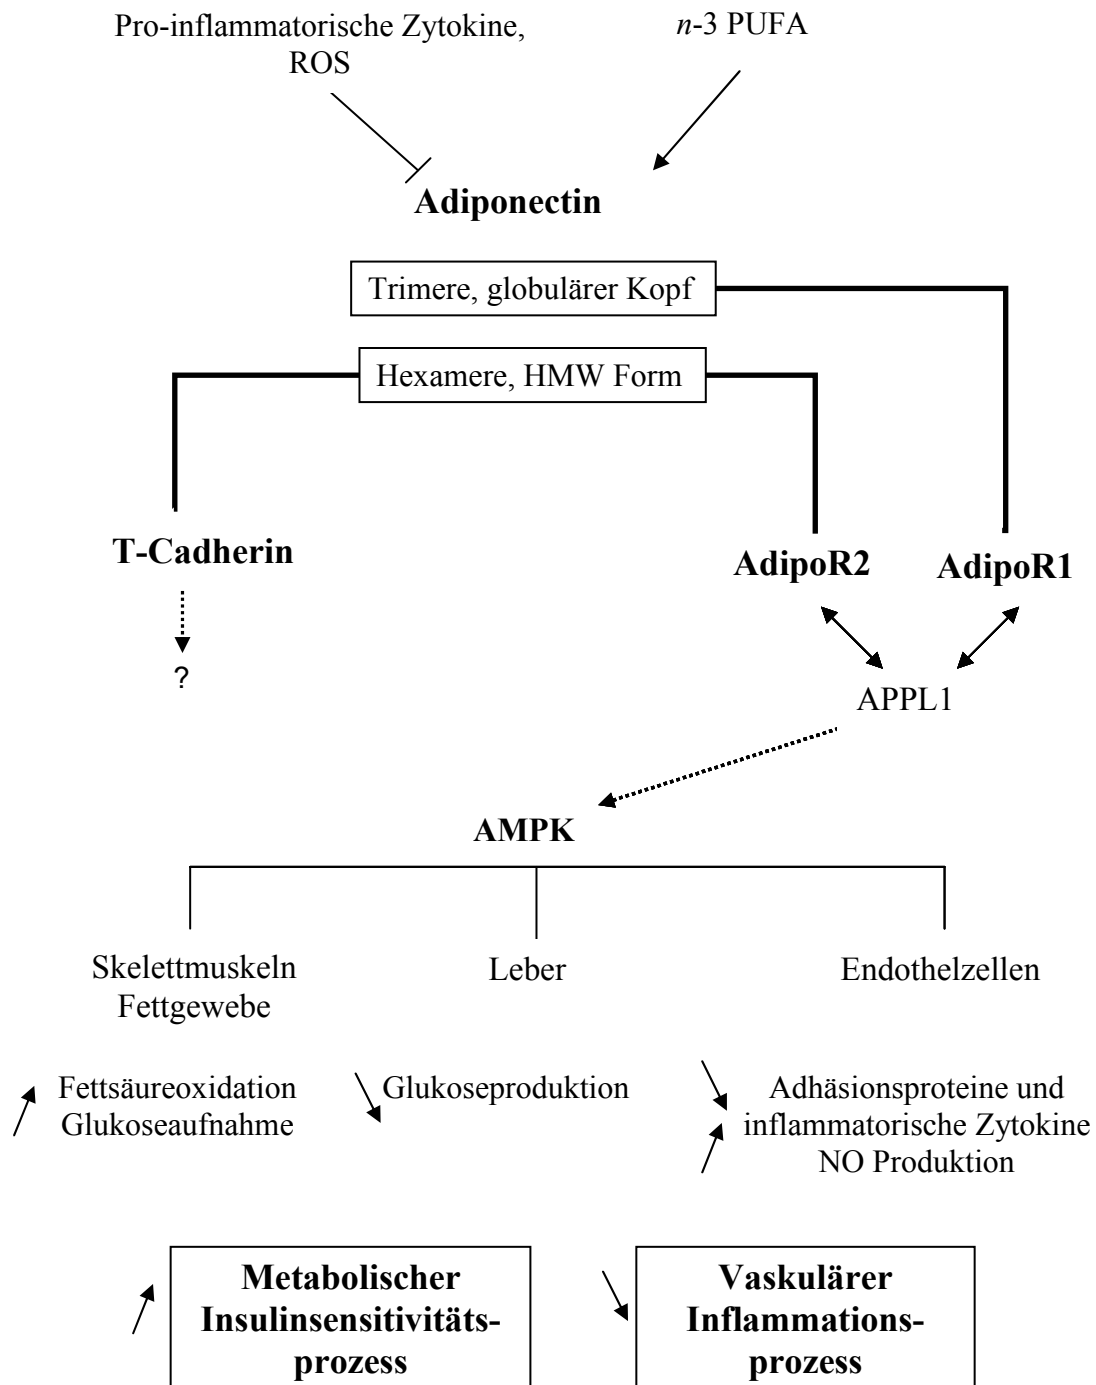 Pro-inflammatorische Zytokine,
ROS
n-3 PUFA
Adiponectin
Trimere, globulärer Kopf
Hexamere, HMW Form
T-Cadherin
AdipoR2
AdipoR1
?
APPL1
AMPK
Skelettmuskeln
Fettgewebe
Leber
Endothelzellen
Fettsäureoxidation
Glukoseaufnahme
Glukoseproduktion
Adhäsionsproteine und
inflammatorische Zytokine
NO Produktion
Metabolischer
Insulinsensitivitäts-
prozess
Vaskulärer
Inflammations-
prozess